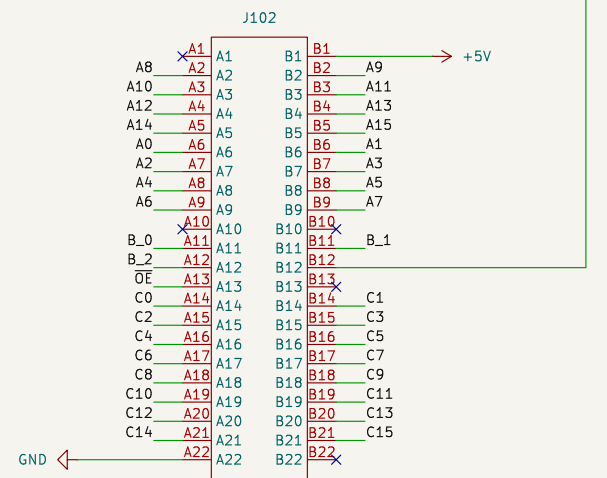 J102
A1 A1 B1 B1 +5V
A8 A2 A2 B2 B2 A9
A10 A3 A3 B3 B3 A11
A12 A4 A4 B4 B4 A13
A14 A5 A5 B5 B5 A15
A0 A6 A6 B6 B6 A1
A2 A7 A7 B7 B7 A3
A4 A8 A8 B8 B8 A5
A6 A9 A9 B9 B9 A7
A10 A10 B10 B10
B_0 A11 A11 B11 B11 B_1
B_2 A12 A12 B12 B12
OE A13 A13 B13 B13
C0 A14 A14 B14 B14 C1
C2 A15 A15 B15 B15 C3
C4 A16 A16 B16 B16 C5
C6 A17 A17 B17 B17 C7
C8 A18 A18 B18 B18 C9
C10 A19 A19 B19 B19 C11
C12 A20 A20 B20 B20 C13
C14 A21 A21 B21 B21 C15
GND A22 A22 B22 B22